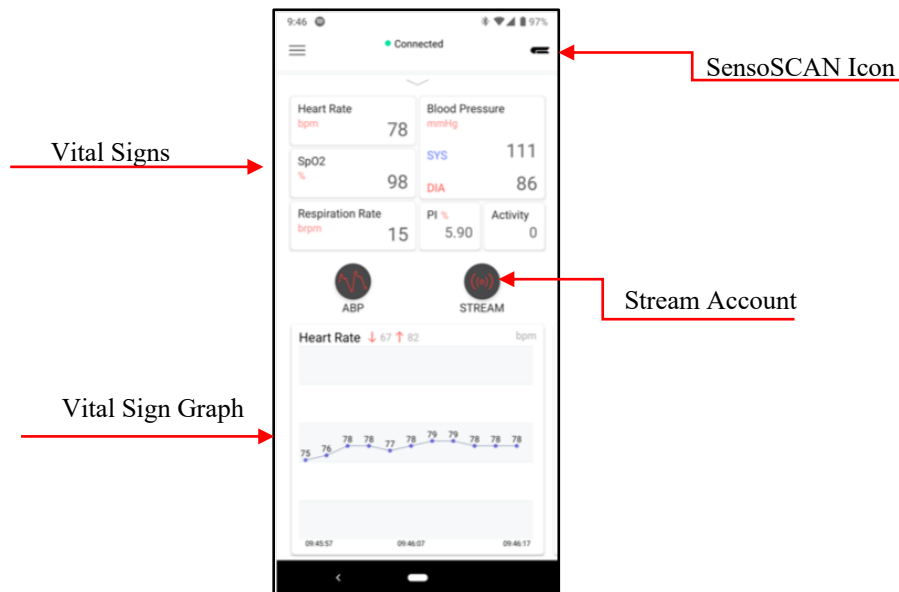 9:46 97%
Connected
SensoSCAN Icon
Heart Rate
bpm
78
Blood Pressure
mmHg
SYS 111
DIA 86
Vital Signs
SpO2
%
98
Respiration Rate
brpm
15
PI %
5.90
Activity
0
ABP
STREAM
Stream Account
Heart Rate ↓ 67 ↑ 82 bpm
Vital Sign Graph
75 76 78 78 77 78 79 79 78 78 78
09:45:57 09:46:07 09:46:17